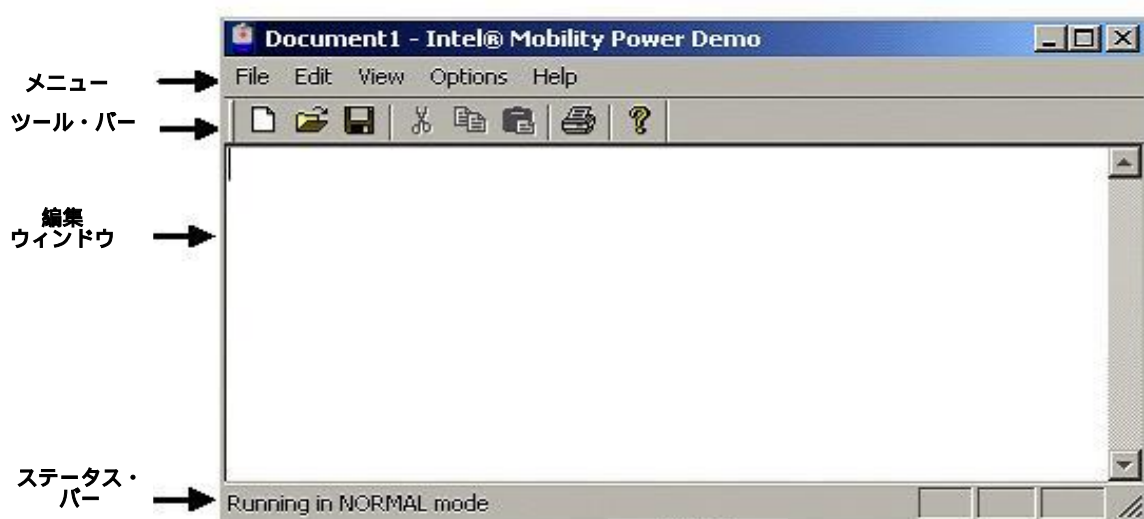 Document1 - Intel® Mobility Power Demo
メニュー
File Edit View Options Help
ツール・バー
編集
ウィンドウ
ステータス・
バー
Running in NORMAL mode